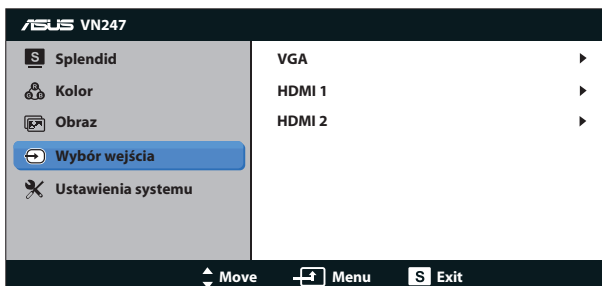 ASUS VN247
S Splendid
Kolor
Obraz
Wybór wejścia
Ustawienia systemu
VGA
HDMI 1
HDMI 2
Move Menu S Exit